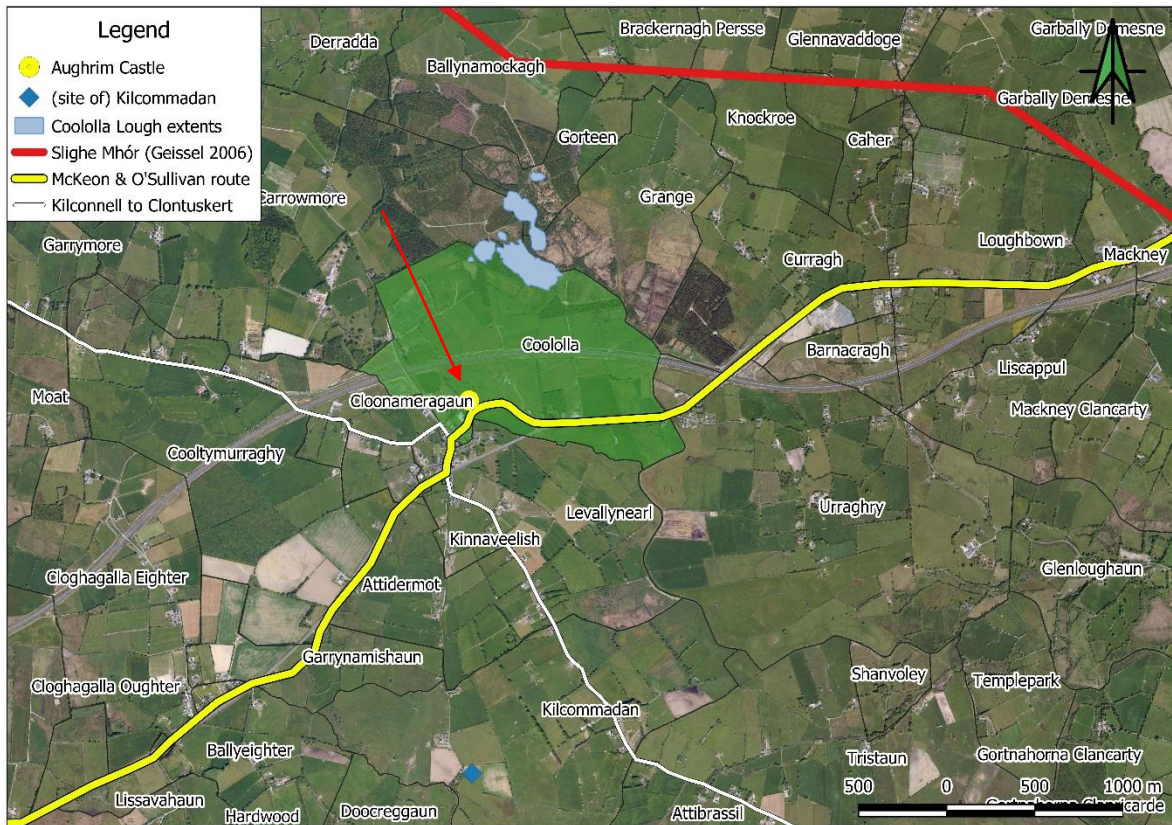 Legend
Aughrim Castle
(site of) Kilcommadan
Coololla Lough extents
Slighe Mhór (Geissel 2006)
McKeon & O'Sullivan route
Kilconnell to Clontuskert
Derradda
Brackernagh Persse
Glennavaddoge
Garbally Demesne
Ballynamockagh
Garbally Demesne
Knockroe
Gorteen
Caher
Carrowmore
Grange
Garrymore
Loughbown
Mackney
Curragh
Coololla
Barnacragh
Liscappul
Moat
Cloonameragaun
Mackney Clancarty
Cooltymurraghy
Levallynearl
Urraghry
Kinnaveelish
Cloghagalla Eighter
Attidermot
Glenloughaun
Garrynamishaun
Cloghagalla Oughter
Shanvoley
Templepark
Kilcommadan
Ballyeighter
Tristaun
Gortnahorna Clancarty
500 0 500 1000 m
Lissavahaun
Hardwood
Doocreggaun
Attibrassil